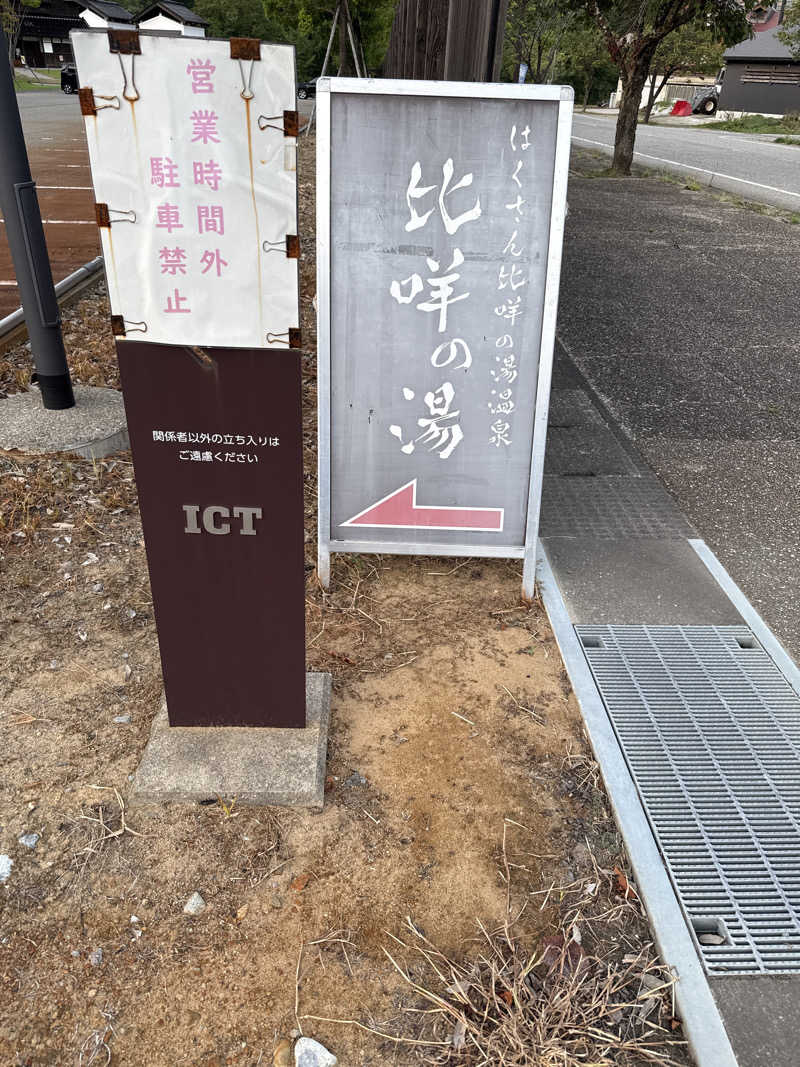 営業時間外
駐車禁止
関係者以外の立ち入りは
ご遠慮ください
ICT
はくさん比咩の湯温泉
比咩の湯